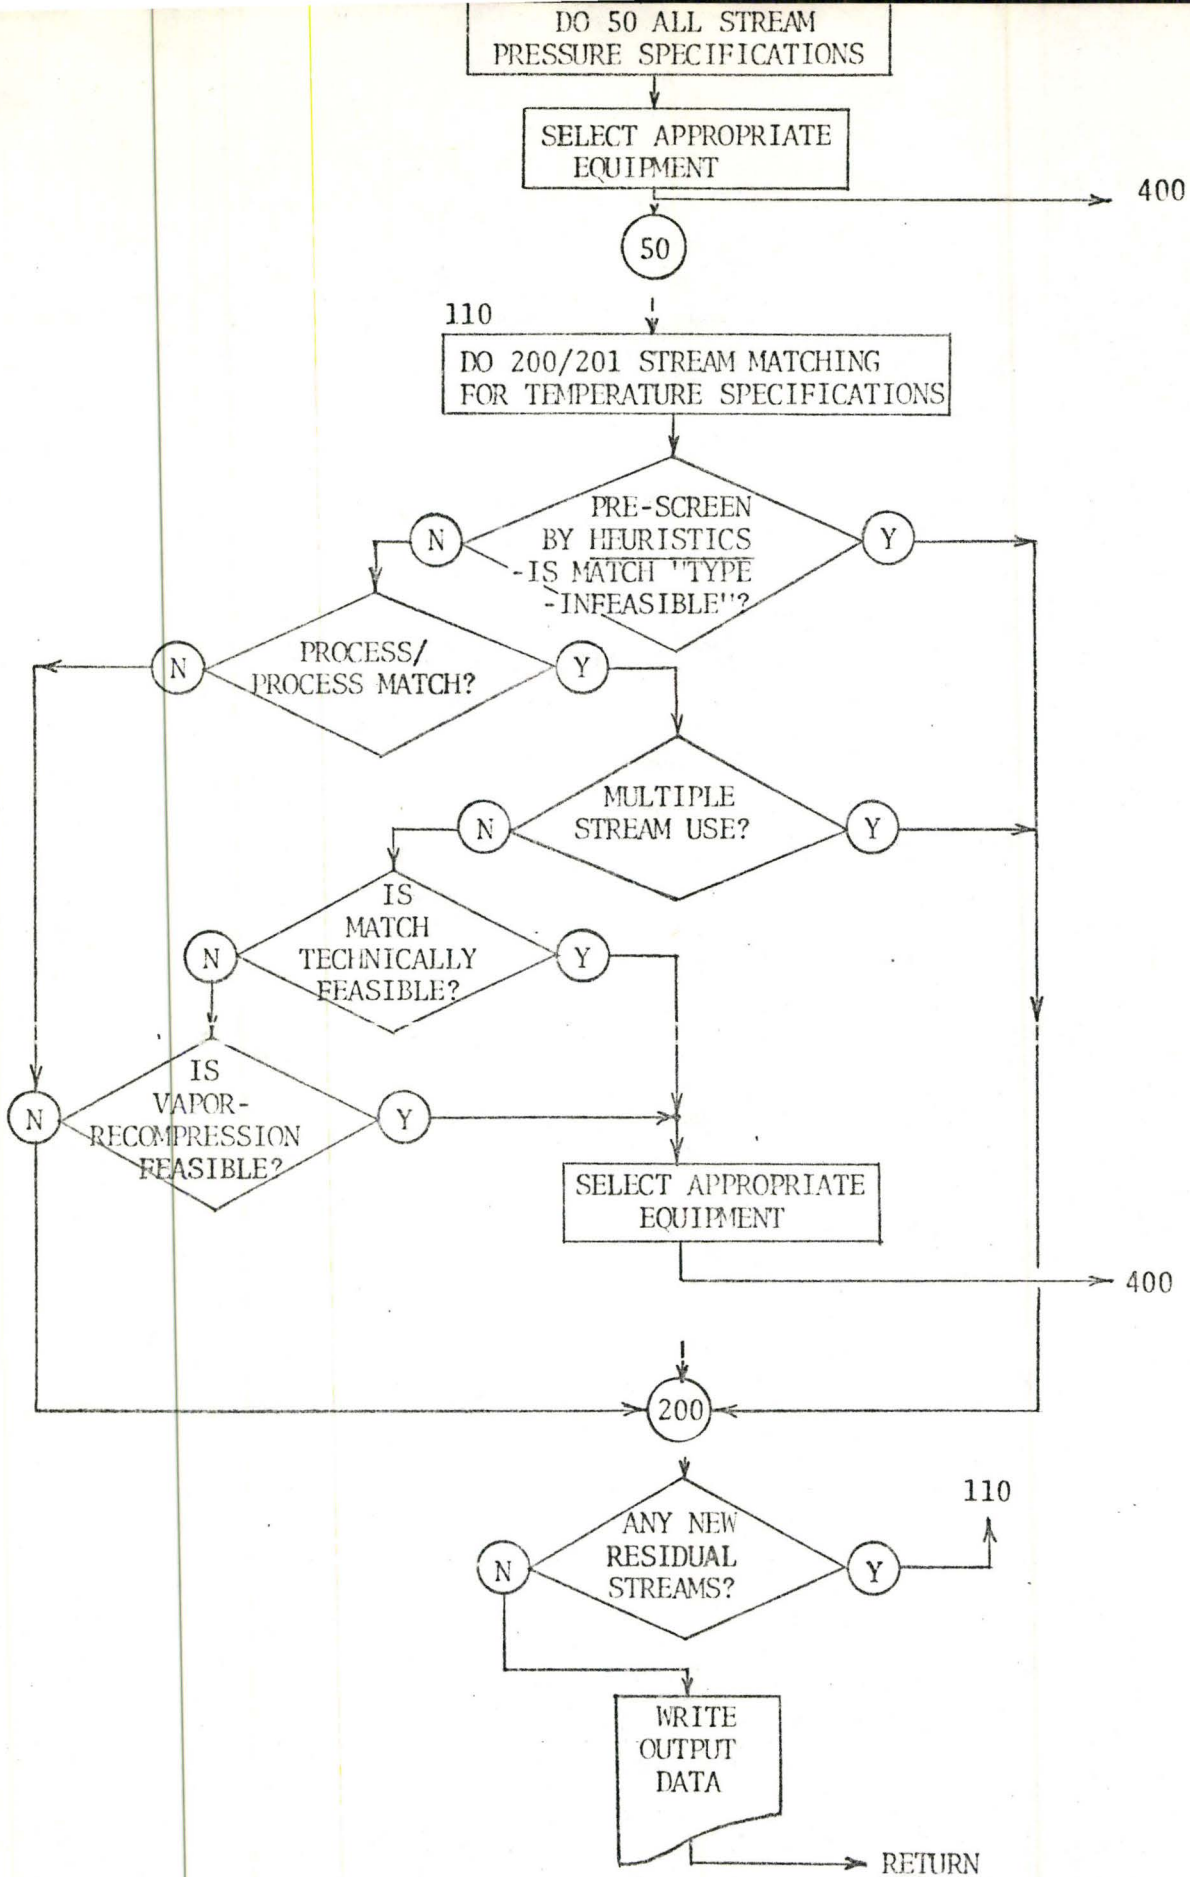 DO 50 ALL STREAM
PRESSURE SPECIFICATIONS
SELECT APPROPRIATE
EQUIPMENT
400
50
110
DO 200/201 STREAM MATCHING
FOR TEMPERATURE SPECIFICATIONS
PRE-SCREEN
BY HEURISTICS
-IS MATCH "TYPE
-INFEASIBLE"?
N
Y
PROCESS/
PROCESS MATCH?
N
Y
MULTIPLE
STREAM USE?
N
Y
IS
MATCH
TECHNICALLY
FEASIBLE?
N
Y
IS
VAPOR-
RECOMPRESSION
FEASIBLE?
N
Y
SELECT APPROPRIATE
EQUIPMENT
400
200
110
ANY NEW
RESIDUAL
STREAMS?
N
Y
WRITE
OUTPUT
DATA
RETURN